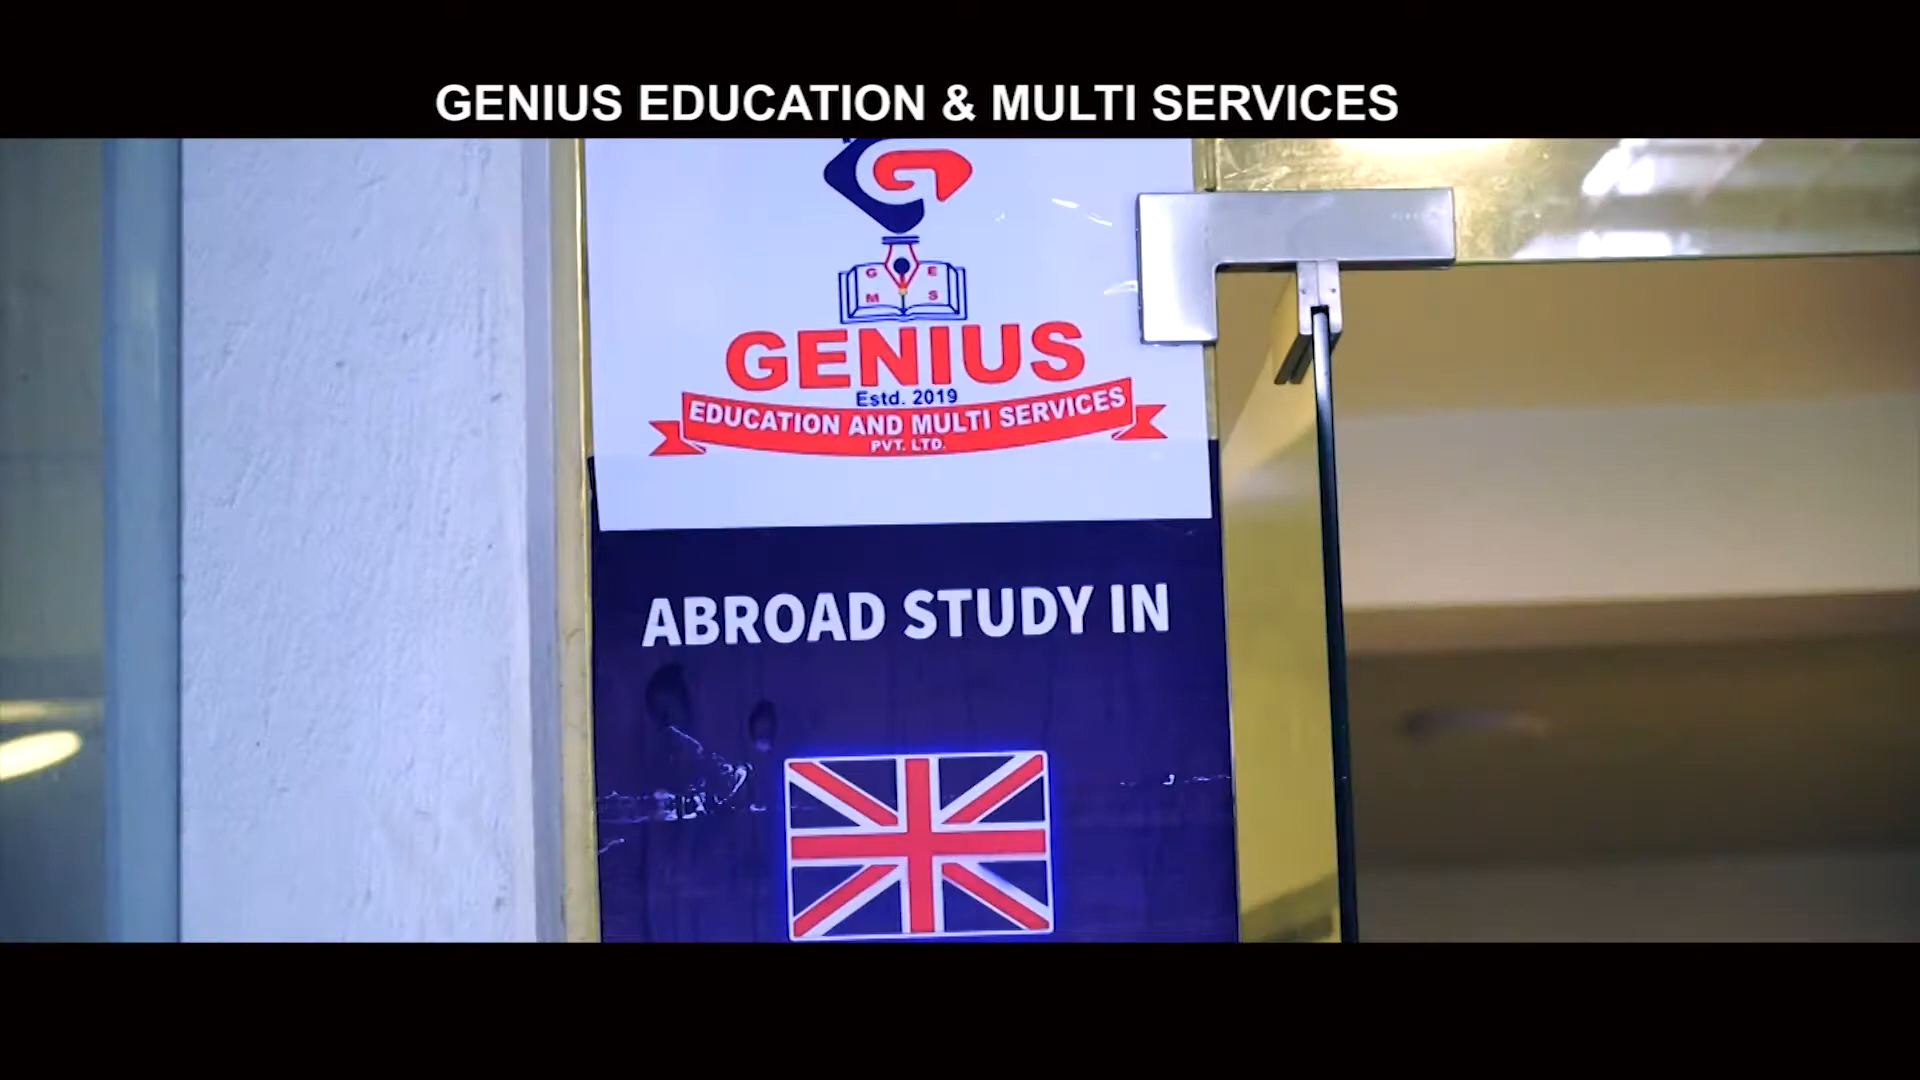 GENIUS EDUCATION & MULTI SERVICES
G E
M S
GENIUS
Estd. 2019
EDUCATION AND MULTI SERVICES
PVT. LTD.
ABROAD STUDY IN